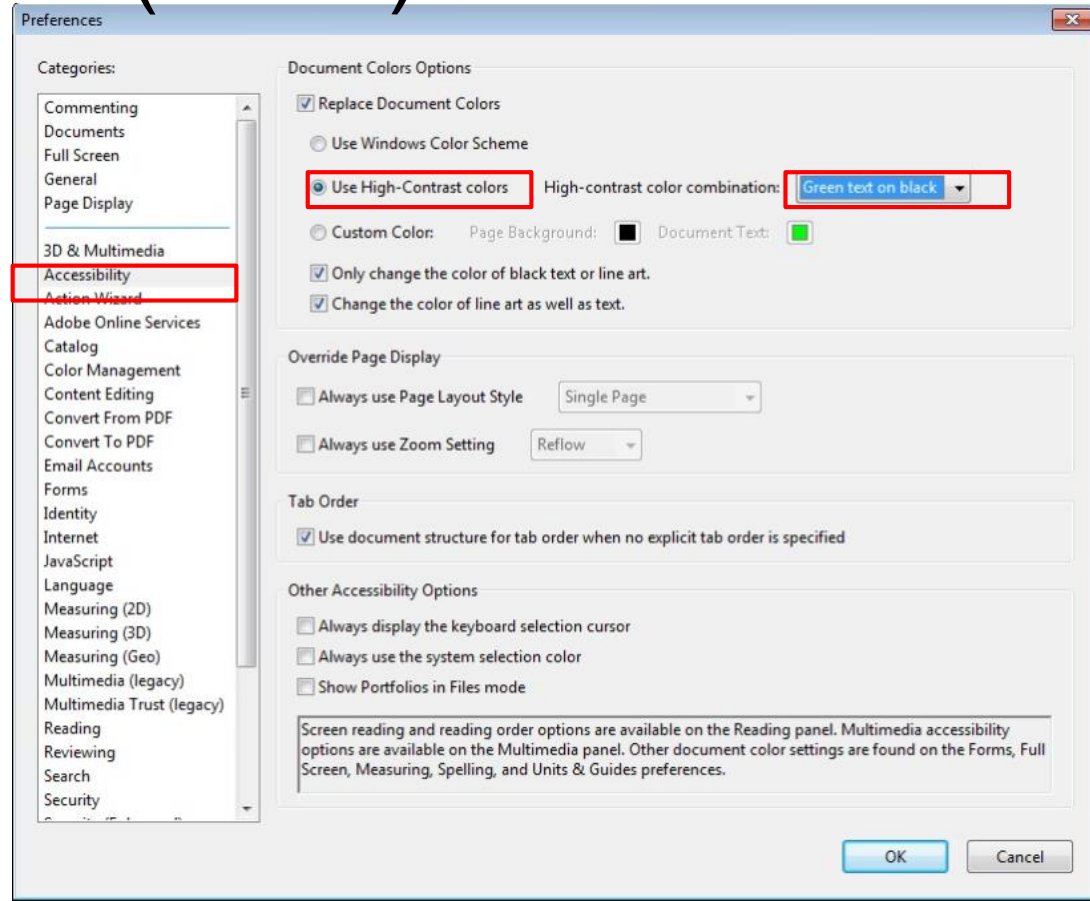 Preferences
Categories:
Commenting
Documents
Full Screen
General
Page Display
3D & Multimedia
Accessibility
Action Wizard
Adobe Online Services
Catalog
Color Management
Content Editing
Convert From PDF
Convert To PDF
Email Accounts
Forms
Identity
Internet
JavaScript
Language
Measuring (2D)
Measuring (3D)
Measuring (Geo)
Multimedia (legacy)
Multimedia Trust (legacy)
Reading
Reviewing
Search
Security
Document Colors Options
Replace Document Colors
Use Windows Color Scheme
Use High-Contrast colors High-contrast color combination: Green text on black
Custom Color: Page Background: Document Text:
Only change the color of black text or line art.
Change the color of line art as well as text.
Override Page Display
Always use Page Layout Style Single Page
Always use Zoom Setting Reflow
Tab Order
Use document structure for tab order when no explicit tab order is specified
Other Accessibility Options
Always display the keyboard selection cursor
Always use the system selection color
Show Portfolios in Files mode
Screen reading and reading order options are available on the Reading panel. Multimedia accessibility
options are available on the Multimedia panel. Other document color settings are found on the Forms, Full
Screen, Measuring, Spelling, and Units & Guides preferences.
OK Cancel